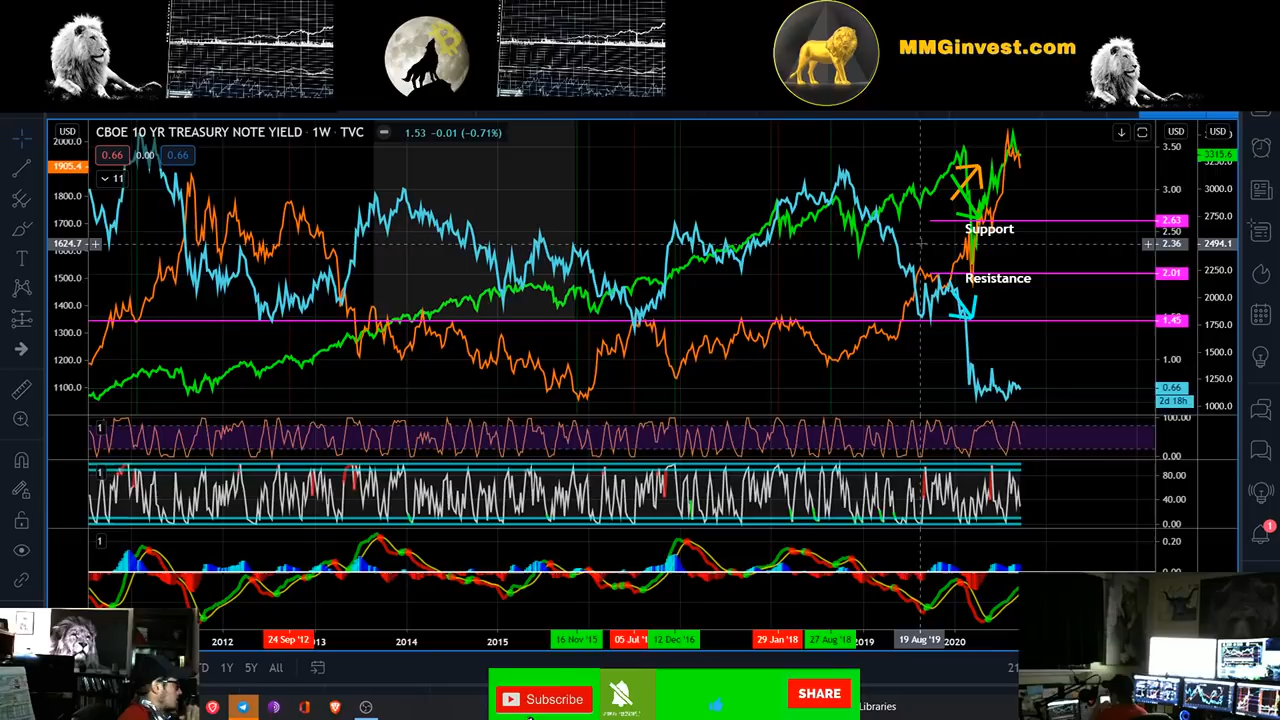 MMGinvest.com
USD
CBOE 10 YR TREASURY NOTE YIELD · 1W · TVC
1.53 -0.01 (-0.71%)
USD
USD
2000.0
0.66
0.00
0.66
3.50
3315.6
1905.4
11
1800.0
3.00
3000.0
1700.0
2.63
2750.0
Support
2.50
1624.7
2.36
2494.1
1500.0
2.01
2250.0
Resistance
1400.0
2000.0
1.45
1300.0
1750.0
1200.0
1.00
1500.0
1100.0
0.66
1250.0
2d 18h
1000.0
100.00
1
0.00
1
80.00
40.00
0.00
1
0.20
0.00
1
2012
24 Sep '12
2014
2015
16 Nov '15
12 Dec '16
29 Jan '18
27 Aug '18
2019
19 Aug '19
2020
1Y
5Y
All
21
Subscribe
SHARE
Libraries